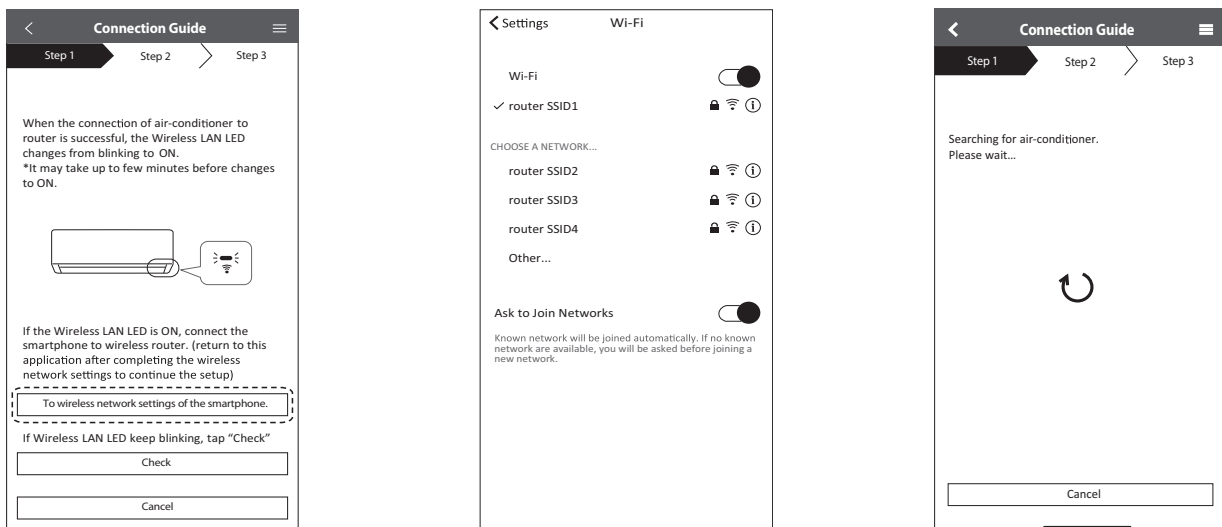 Connection Guide
Step 1
Step 2
Step 3
When the connection of air-conditioner to
router is successful, the Wireless LAN LED
changes from blinking to ON.
*It may take up to few minutes before changes
to ON.
If the Wireless LAN LED is ON, connect the
smartphone to wireless router. (return to this
application after completing the wireless
network settings to continue the setup)
To wireless network settings of the smartphone.
If Wireless LAN LED keep blinking, tap “Check”
Check
Cancel
Settings
Wi-Fi
Wi-Fi
router SSID1
CHOOSE A NETWORK...
router SSID2
router SSID3
router SSID4
Other...
Ask to Join Networks
Known network will be joined automatically. If no known
network are available, you will be asked before joining a
new network.
Connection Guide
Step 1
Step 2
Step 3
Searching for air-conditioner.
Please wait...
Cancel